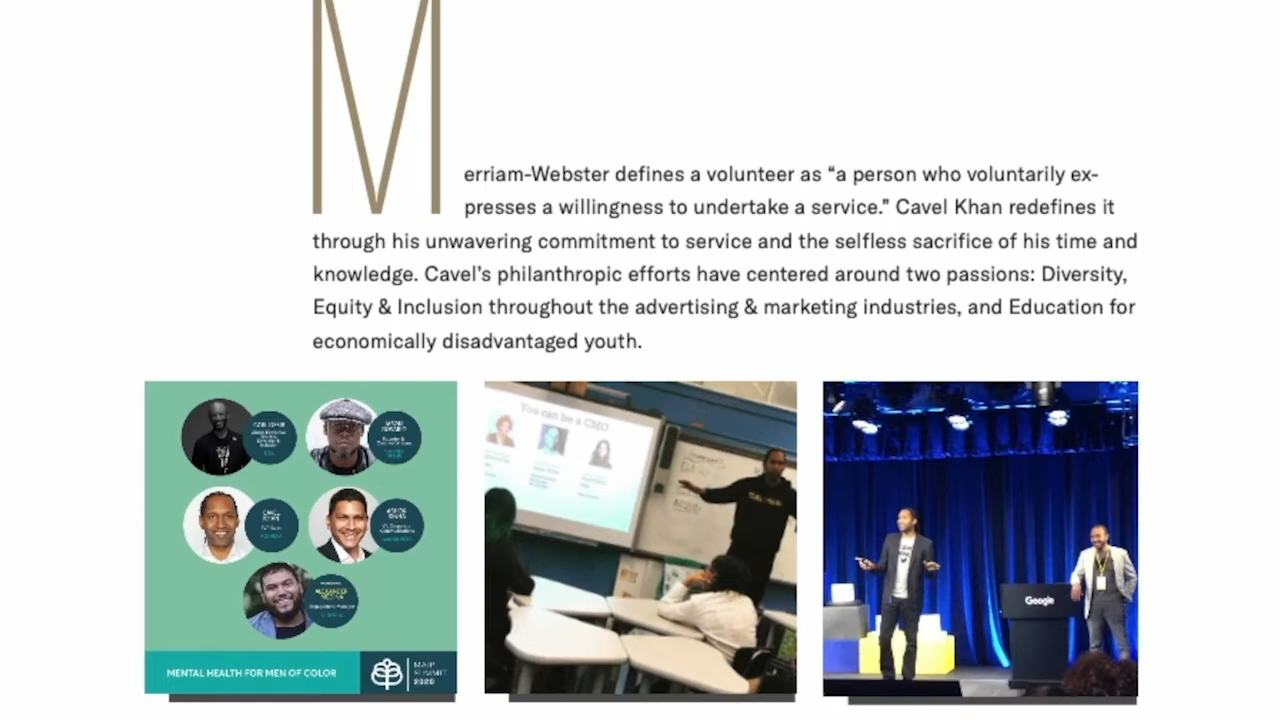 Merriam-Webster defines a volunteer as “a person who voluntarily ex-
presses a willingness to undertake a service.” Cavel Khan redefines it
through his unwavering commitment to service and the selfless sacrifice of his time and
knowledge. Cavel’s philanthropic efforts have centered around two passions: Diversity,
Equity & Inclusion throughout the advertising & marketing industries, and Education for
economically disadvantaged youth.
MENTAL HEALTH FOR MEN OF COLOR
MAIP
SUMMIT
2020
You can be a CMO
Google